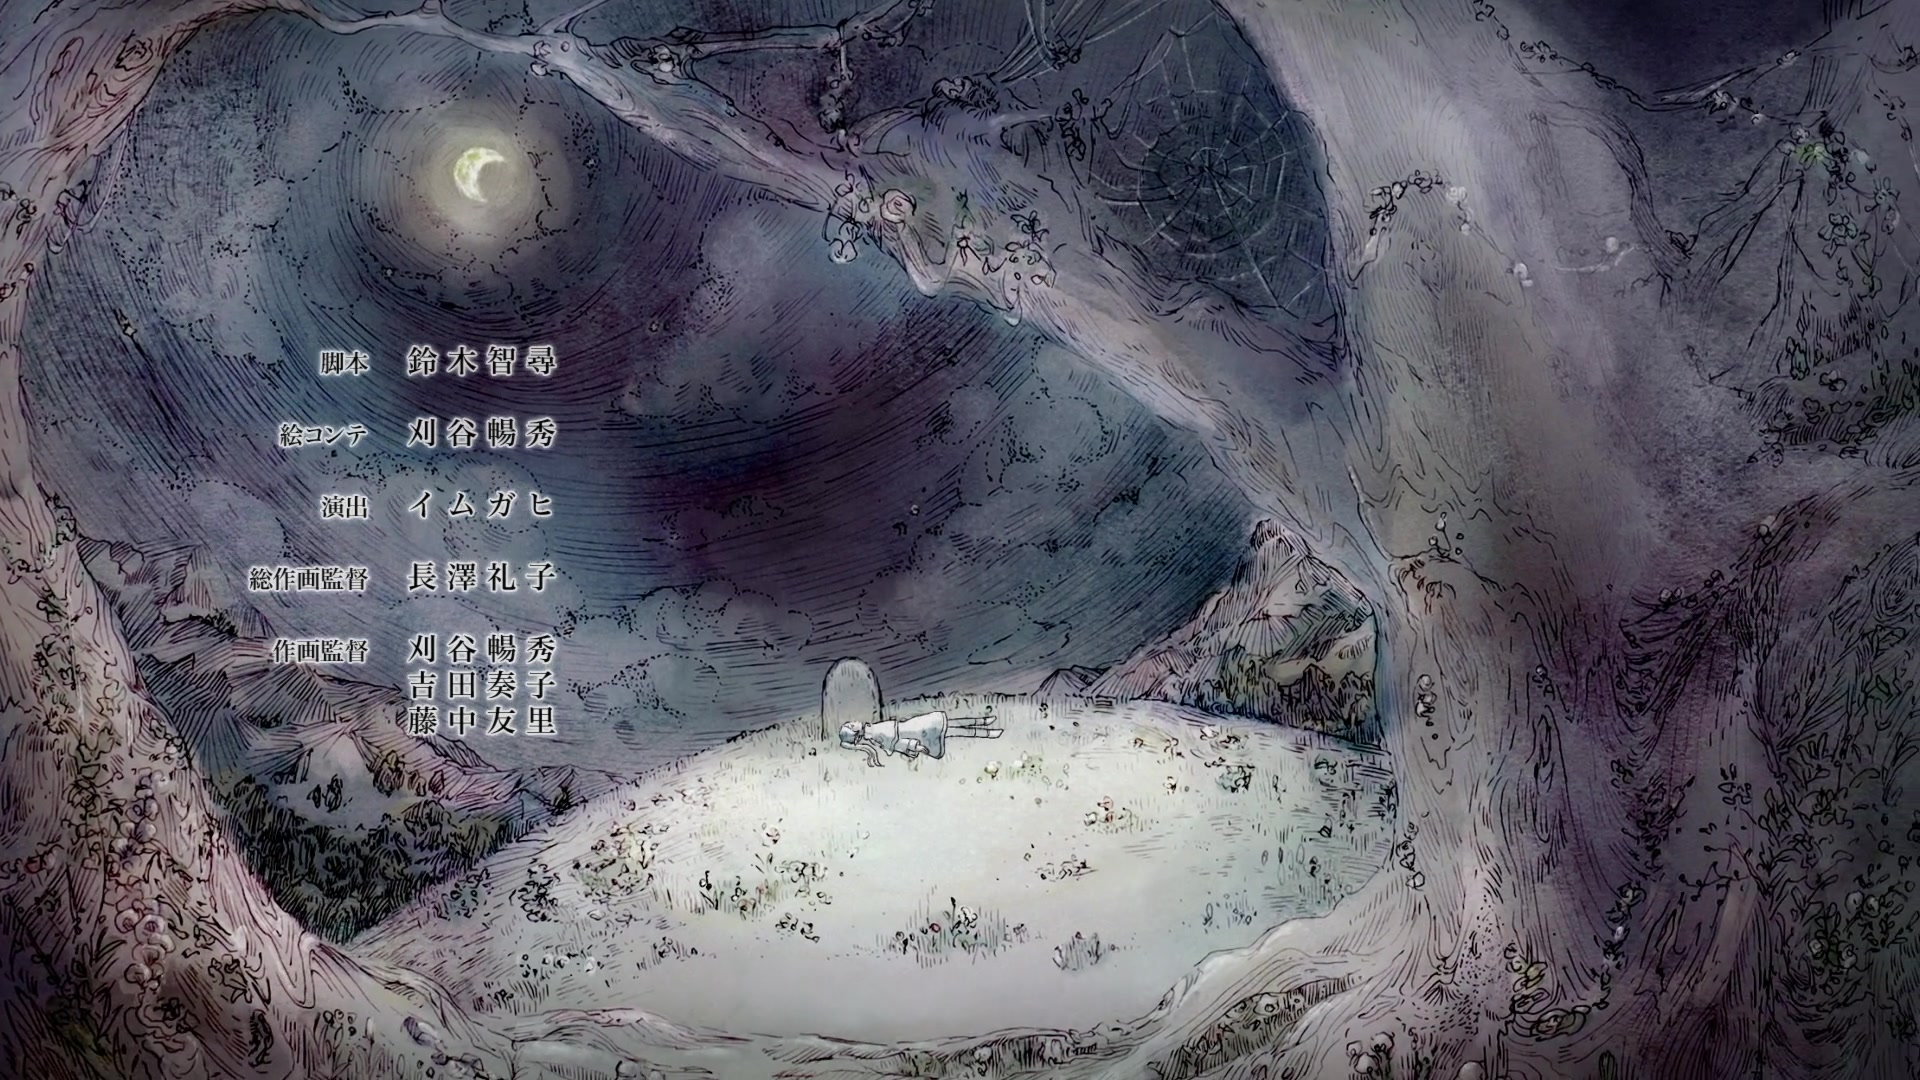 脚本 鈴木智尋
絵コンテ 刈谷暢秀
演出 イムガヒ
総作画監督 長澤礼子
作画監督 刈谷暢秀
吉田奏子
藤中友里